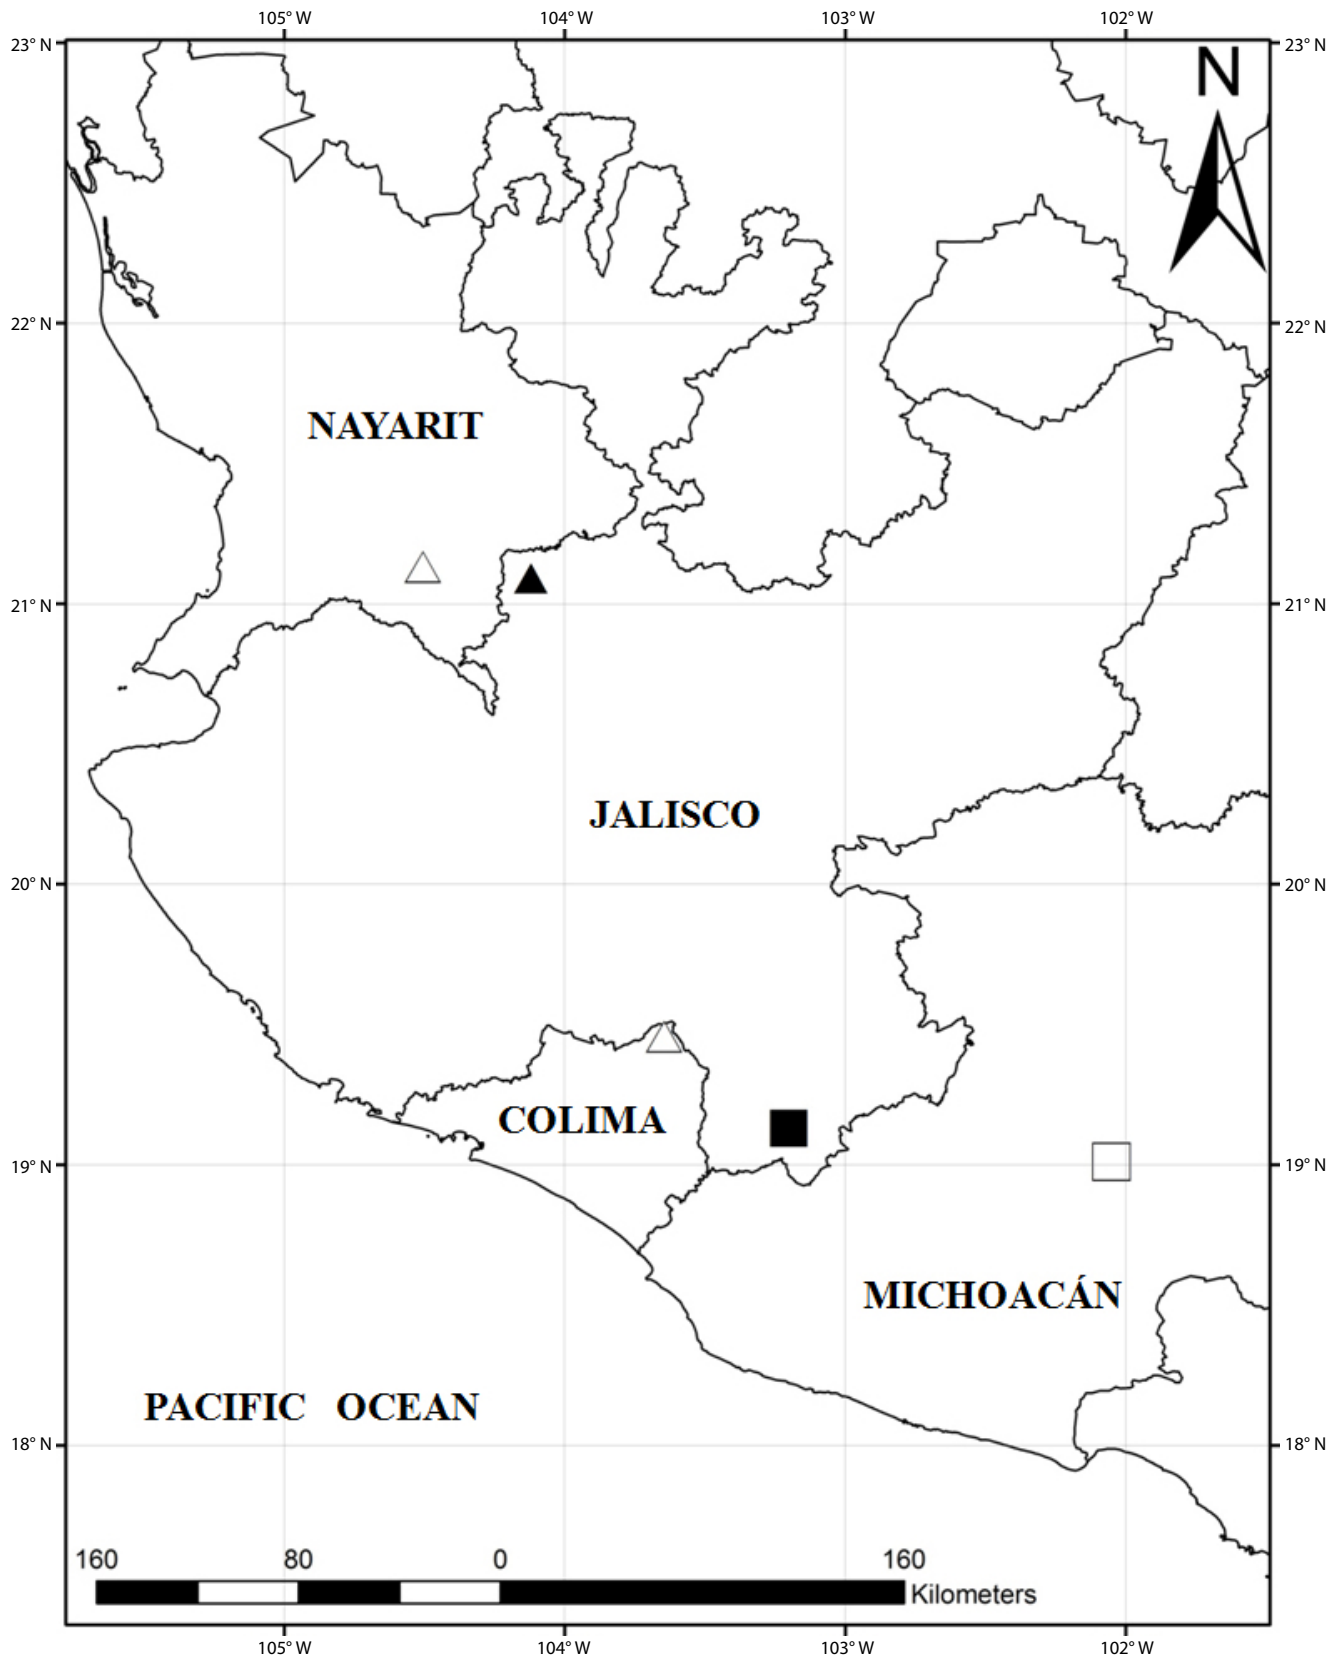 105° W 104° W 103° W 102° W
23° N 23° N
N
22° N 22° N
NAYARIT
21° N 21° N
JALISCO
20° N 20° N
COLIMA
19° N 19° N
MICHOACÁN
PACIFIC OCEAN
18° N 18° N
160 80 0 160
Kilometers
105° W 104° W 103° W 102° W